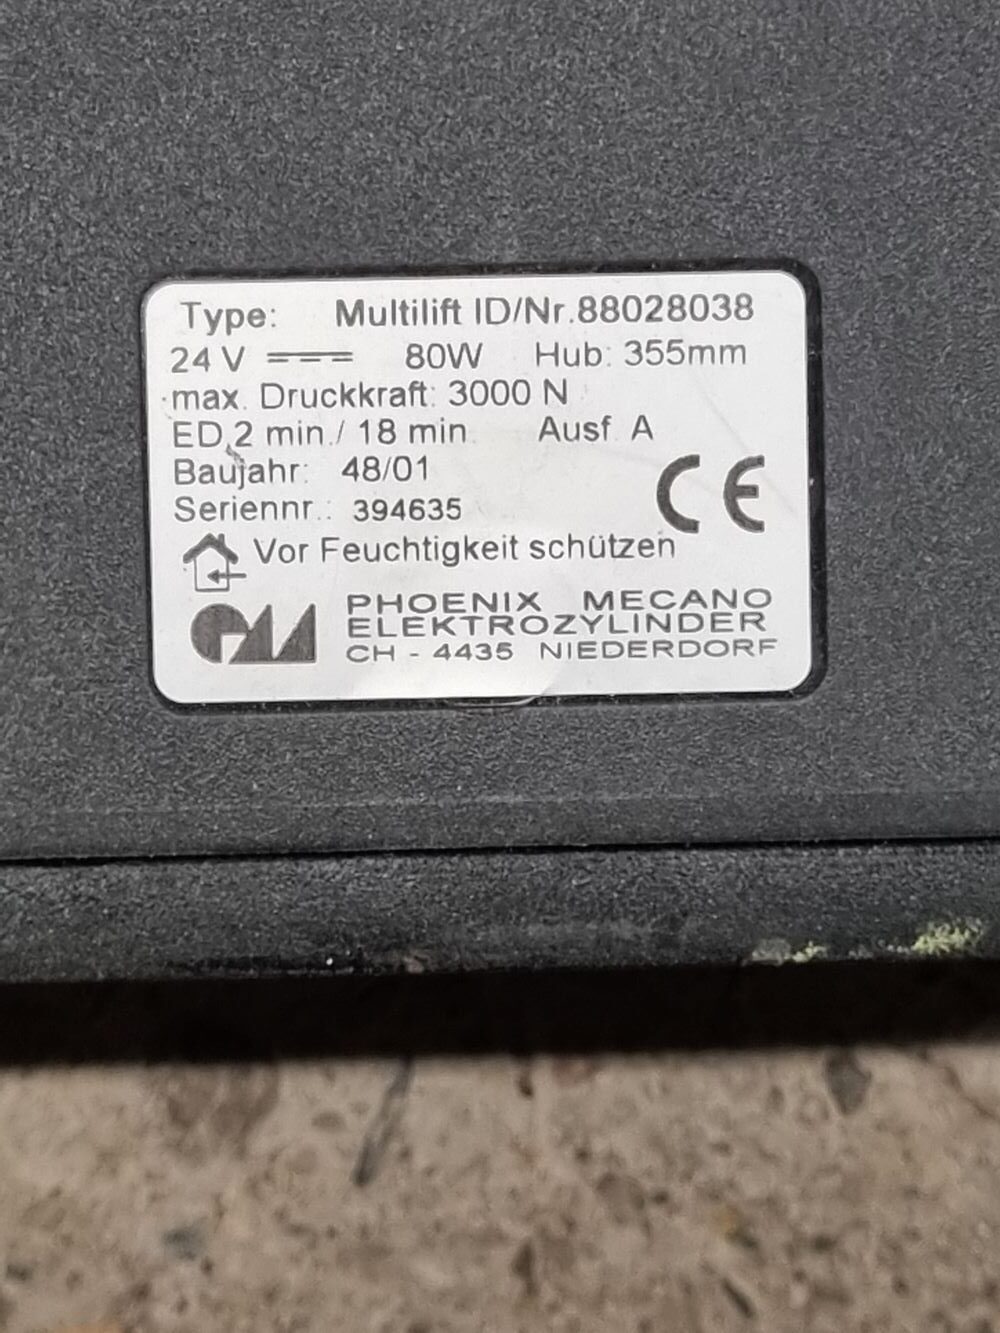 Type: Multilift ID/Nr.88028038
24 V 80W Hub: 355mm
max. Druckkraft: 3000 N
ED.2 min./ 18 min. Ausf. A
Baujahr: 48/01
Seriennr.: 394635
CE
Vor Feuchtigkeit schützen
PHOENIX MECANO
ELEKTROZYLINDER
CH - 4435 NIEDERDORF